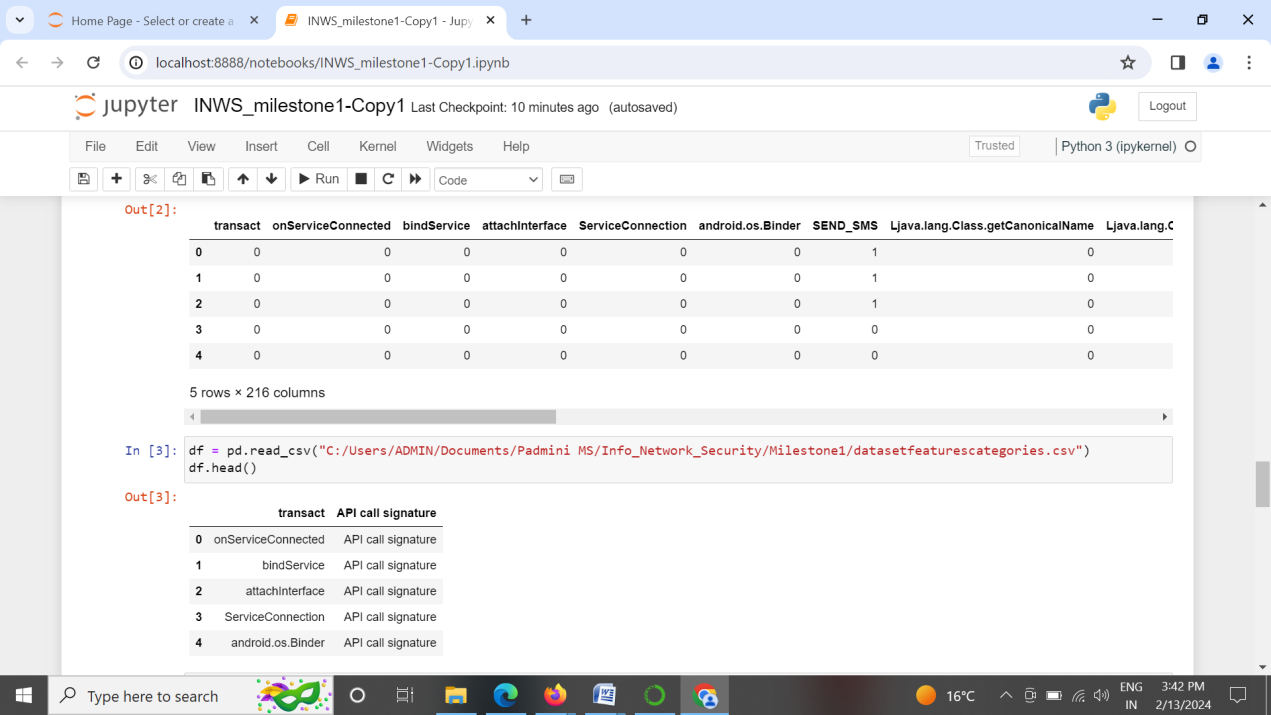 Home Page - Select or create a
INWS_milestone1-Copy1 - Jupy
localhost:8888/notebooks/INWS_milestone1-Copy1.ipynb
jupyter INWS_milestone1-Copy1 Last Checkpoint: 10 minutes ago (autosaved)
Logout
File Edit View Insert Cell Kernel Widgets Help Trusted Python 3 (ipykernel)
Run Code
Out[2]:
transact onServiceConnected bindService attachInterface ServiceConnection android.os.Binder SEND_SMS Ljava.lang.Class.getCanonicalName Ljava.lang.C
0 0 0 0 0 0 0 1 0
1 0 0 0 0 0 0 1 0
2 0 0 0 0 0 0 1 0
3 0 0 0 0 0 0 0 0
4 0 0 0 0 0 0 0 0
5 rows × 216 columns
In [3]: df = pd.read_csv("C:/Users/ADMIN/Documents/Padmini MS/Info_Network_Security/Milestone1/datasetfeaturescategories.csv")
df.head()
Out[3]:
transact API call signature
0 onServiceConnected API call signature
1 bindService API call signature
2 attachInterface API call signature
3 ServiceConnection API call signature
4 android.os.Binder API call signature
Type here to search
16°C
ENG
IN
3:42 PM
2/13/2024